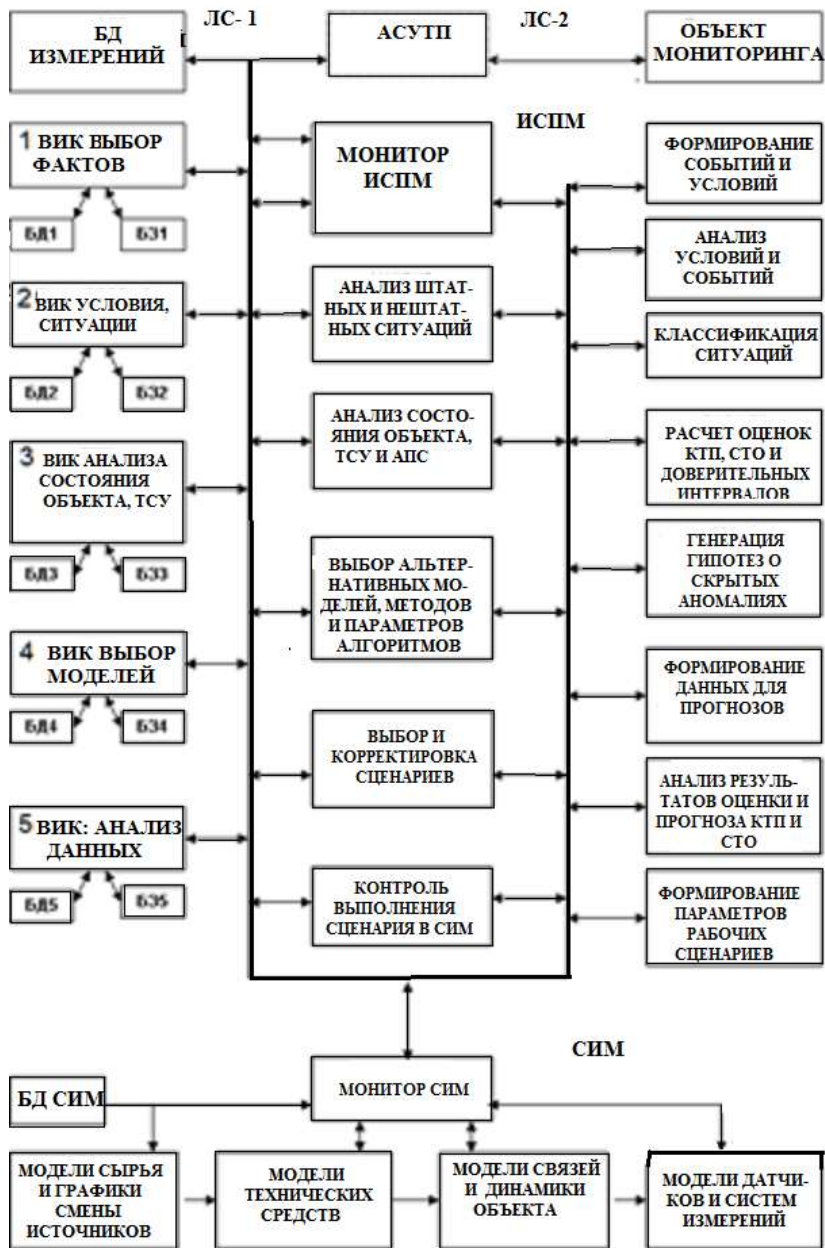 ЛС- 1
ЛС-2
БД
ИЗМЕРЕНИЙ
АСУТП
ОБЪЕКТ
МОНИТОРИНГА
ИСПМ
1 ВИК ВЫБОР
ФАКТОВ
БД1
БЗ1
МОНИТОР
ИСПМ
ФОРМИРОВАНИЕ
СОБЫТИЙ И
УСЛОВИЙ
АНАЛИЗ
УСЛОВИЙ И
СОБЫТИЙ
2 ВИК УСЛОВИЯ,
СИТУАЦИИ
БД2
БЗ2
АНАЛИЗ ШТАТ-
НЫХ И НЕШТАТ-
НЫХ СИТУАЦИЙ
КЛАССИФИКАЦИЯ
СИТУАЦИЙ
3 ВИК АНАЛИЗА
СОСТОЯНИЯ
ОБЪЕКТА, ТСУ
БД3
БЗ3
АНАЛИЗ СОСТО-
ЯНИЯ ОБЪЕКТА,
ТСУ И АПС
РАСЧЕТ ОЦЕНОК
КТП, СТО И
ДОВЕРИТЕЛЬНЫХ
ИНТЕРВАЛОВ
ВЫБОР АЛЬТЕР-
НАТИВНЫХ МО-
ДЕЛЕЙ, МЕТОДОВ
И ПАРАМЕТРОВ
АЛГОРИТМОВ
ГЕНЕРАЦИЯ
ГИПОТЕЗ О
СКРЫТЫХ
АНОМАЛИЯХ
4 ВИК ВЫБОР
МОДЕЛЕЙ
БД4
БЗ4
ФОРМИРОВАНИЕ
ДАННЫХ ДЛЯ
ПРОГНОЗОВ
ВЫБОР И
КОРРЕКТИРОВКА
СЦЕНАРИЕВ
АНАЛИЗ РЕЗУЛЬ-
ТАТОВ ОЦЕНКИ И
ПРОГНОЗА КТП И
СТО
5 ВИК: АНАЛИЗ
ДАННЫХ
БД5
БЗ5
КОНТРОЛЬ
ВЫПОЛНЕНИЯ
СЦЕНАРИЯ В СИМ
ФОРМИРОВАНИЕ
ПАРАМЕТРОВ
РАБОЧИХ
СЦЕНАРИЕВ
СИМ
БД СИМ
МОНИТОР СИМ
МОДЕЛИ СЫРЬЯ
И ГРАФИКИ
СМЕНЫ
ИСТОЧНИКОВ
МОДЕЛИ
ТЕХНИЧЕСКИХ
СРЕДСТВ
МОДЕЛИ СВЯЗЕЙ
И ДИНАМИКИ
ОБЪЕКТА
МОДЕЛИ ДАТЧИ-
КОВ И СИСТЕМ
ИЗМЕРЕНИЙ